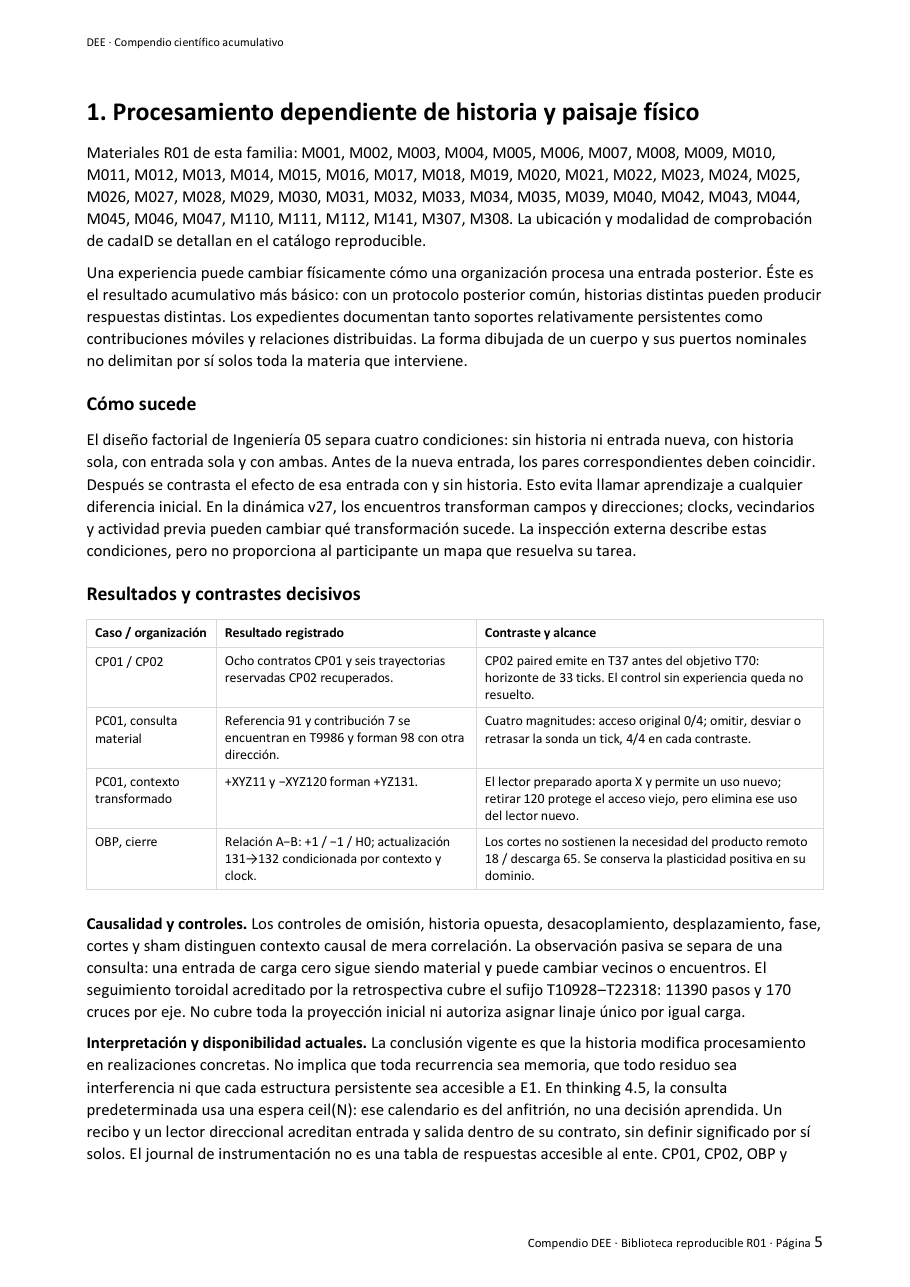 DEE · Compendio científico acumulativo
1. Procesamiento dependiente de historia y paisaje físico
Materiales R01 de esta familia: M001, M002, M003, M004, M005, M006, M007, M008, M009, M010,
M011, M012, M013, M014, M015, M016, M017, M018, M019, M020, M021, M022, M023, M024, M025,
M026, M027, M028, M029, M030, M031, M032, M033, M034, M035, M039, M040, M042, M043, M044,
M045, M046, M047, M110, M111, M112, M141, M307, M308. La ubicación y modalidad de comprobación
de cadaID se detallan en el catálogo reproducible.
Una experiencia puede cambiar físicamente cómo una organización procesa una entrada posterior. Éste es
el resultado acumulativo más básico: con un protocolo posterior común, historias distintas pueden producir
respuestas distintas. Los expedientes documentan tanto soportes relativamente persistentes como
contribuciones móviles y relaciones distribuidas. La forma dibujada de un cuerpo y sus puertos nominales
no delimitan por sí solos toda la materia que interviene.
Cómo sucede
El diseño factorial de Ingeniería 05 separa cuatro condiciones: sin historia ni entrada nueva, con historia
sola, con entrada sola y con ambas. Antes de la nueva entrada, los pares correspondientes deben coincidir.
Después se contrasta el efecto de esa entrada con y sin historia. Esto evita llamar aprendizaje a cualquier
diferencia inicial. En la dinámica v27, los encuentros transforman campos y direcciones; clocks, vecindarios
y actividad previa pueden cambiar qué transformación sucede. La inspección externa describe estas
condiciones, pero no proporciona al participante un mapa que resuelva su tarea.
Resultados y contrastes decisivos
Caso / organización
Resultado registrado
Contraste y alcance
CP01 / CP02
Ocho contratos CP01 y seis trayectorias
reservadas CP02 recuperados.
CP02 paired emite en T37 antes del objetivo T70:
horizonte de 33 ticks. El control sin experiencia queda no
resuelto.
PC01, consulta
material
Referencia 91 y contribución 7 se
encuentran en T9986 y forman 98 con otra
dirección.
Cuatro magnitudes: acceso original 0/4; omitir, desviar o
retrasar la sonda un tick, 4/4 en cada contraste.
PC01, contexto
transformado
+XYZ11 y −XYZ120 forman +YZ131.
El lector preparado aporta X y permite un uso nuevo;
retirar 120 protege el acceso viejo, pero elimina ese uso
del lector nuevo.
OBP, cierre
Relación A–B: +1 / −1 / H0; actualización
131→132 condicionada por contexto y
clock.
Los cortes no sostienen la necesidad del producto remoto
18 / descarga 65. Se conserva la plasticidad positiva en su
dominio.
Causalidad y controles. Los controles de omisión, historia opuesta, desacoplamiento, desplazamiento, fase,
cortes y sham distinguen contexto causal de mera correlación. La observación pasiva se separa de una
consulta: una entrada de carga cero sigue siendo material y puede cambiar vecinos o encuentros. El
seguimiento toroidal acreditado por la retrospectiva cubre el sufijo T10928–T22318: 11390 pasos y 170
cruces por eje. No cubre toda la proyección inicial ni autoriza asignar linaje único por igual carga.
Interpretación y disponibilidad actuales. La conclusión vigente es que la historia modifica procesamiento
en realizaciones concretas. No implica que toda recurrencia sea memoria, que todo residuo sea
interferencia ni que cada estructura persistente sea accesible a E1. En thinking 4.5, la consulta
predeterminada usa una espera ceil(N): ese calendario es del anfitrión, no una decisión aprendida. Un
recibo y un lector direccional acreditan entrada y salida dentro de su contrato, sin definir significado por sí
solos. El journal de instrumentación no es una tabla de respuestas accesible al ente. CP01, CP02, OBP y
Compendio DEE · Biblioteca reproducible R01 · Página 5